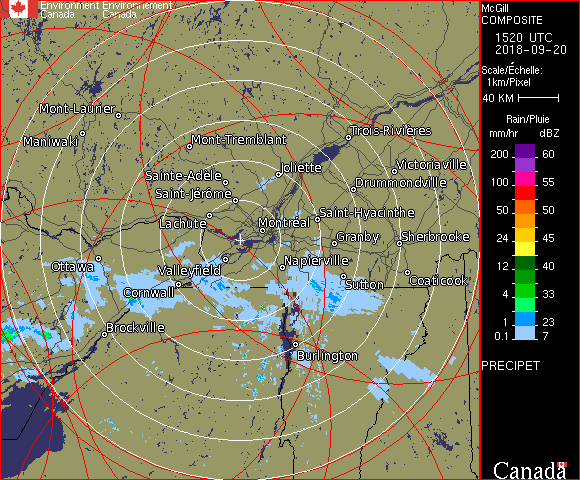 Environment Environnement
Canada Canada
McGill
COMPOSITE
1520 UTC
2018-09-20
Scale/Échelle:
1km/Pixel
40 KM
Rain/Pluie
mm/hr dBZ
200 60
100 55
50 50
24 45
12 40
4 33
1 23
0.1 7
PRECIPET
Canada
Mont-Laurier
Maniwaki
Mont-Tremblant
Trois-Rivières
Sainte-Adèle
Joliette
Victoriaville
Saint-Jérôme
Drummondville
Lachute
Montréal
Saint-Hyacinthe
Granby
Sherbrooke
Ottawa
Valleyfield
Napierville
Cornwall
Sutton
Coaticook
Brockville
Burlington